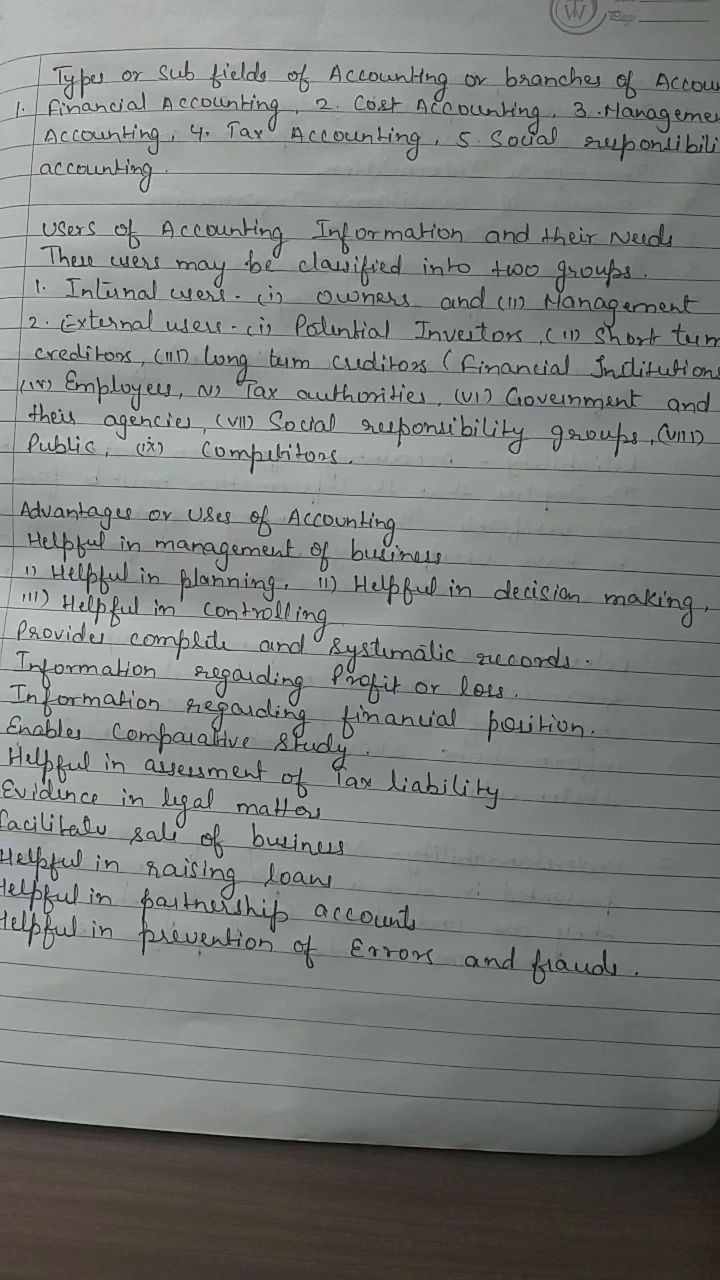 Types or Sub fields of Accounting or branches of Accou
1. Financial Accounting, 2. Cost Accounting, 3. Manageme
Accounting, 4. Tax Accounting, 5. Social responsibili
accounting.
Users of Accounting Information and their Needs
These users may be classified into two groups.
1. Internal users - (i) owners and (ii) Management
2. External users - (i) Potential Investors, (ii) Short term
creditors, (iii) long term creditors (Financial Institutions
(iv) Employees, (v) Tax authorities, (vi) Government and
their agencies, (vii) Social responsibility groups, (viii)
Public, (ix) Competitors.
Advantages or Uses of Accounting
Helpful in management of business
i) Helpful in planning, ii) Helpful in decision making,
iii) Helpful in controlling
Provides complete and systematic records.
Information regarding Profit or loss.
Information regarding financial position.
Enables Comparative study.
Helpful in assessment of Tax liability
Evidence in legal matters
facilitate sale of business
Helpful in raising loans
Helpful in partnership accounts
Helpful in prevention of Errors and frauds.